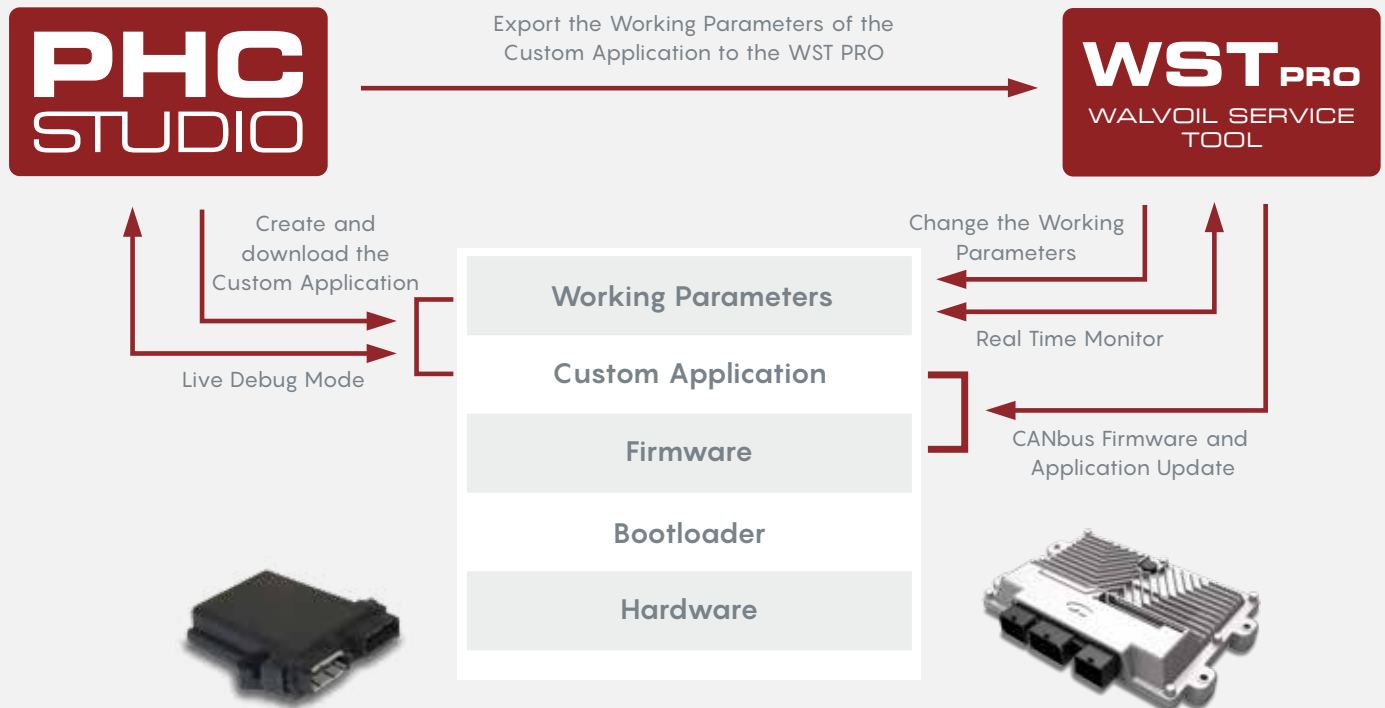 PHC
STUDIO
Export the Working Parameters of the
Custom Application to the WST PRO
WST PRO
WALVOIL SERVICE
TOOL
Create and
download the
Custom Application
Live Debug Mode
Change the Working
Parameters
Real Time Monitor
CANbus Firmware and
Application Update
Working Parameters
Custom Application
Firmware
Bootloader
Hardware